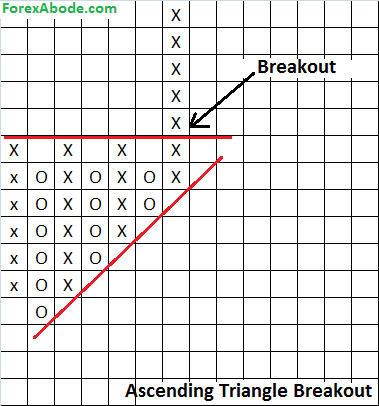 ForexAbode.com X
X
X Breakout
X
X
X X X X
x O X O X O X
x O X O X O
x O X O X
x O X O
x O X
O
Ascending Triangle Breakout